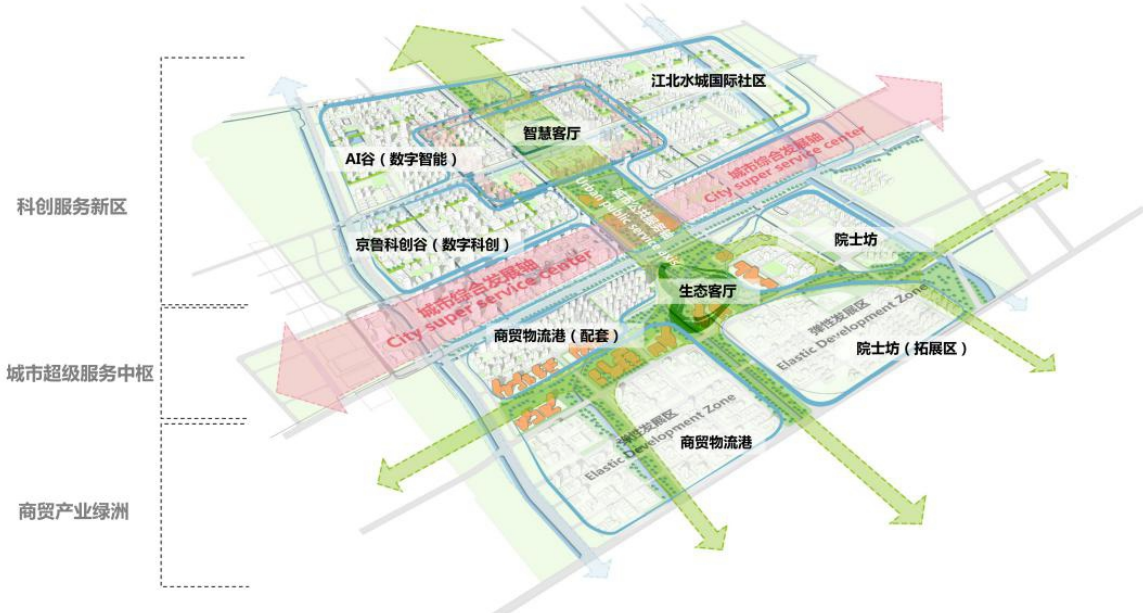 江北水城国际社区
智慧客厅
AI谷（数字智能）
城市综合发展轴
City super service center
科创服务新区
京鲁科创谷（数字科创）
院士坊
城市综合发展轴
City super service center
生态客厅
弹性发展区
Elastic Development Zone
商贸物流港（配套）
院士坊（拓展区）
城市超级服务中枢
弹性发展区
Elastic Development Zone
商贸物流港
商贸产业绿洲